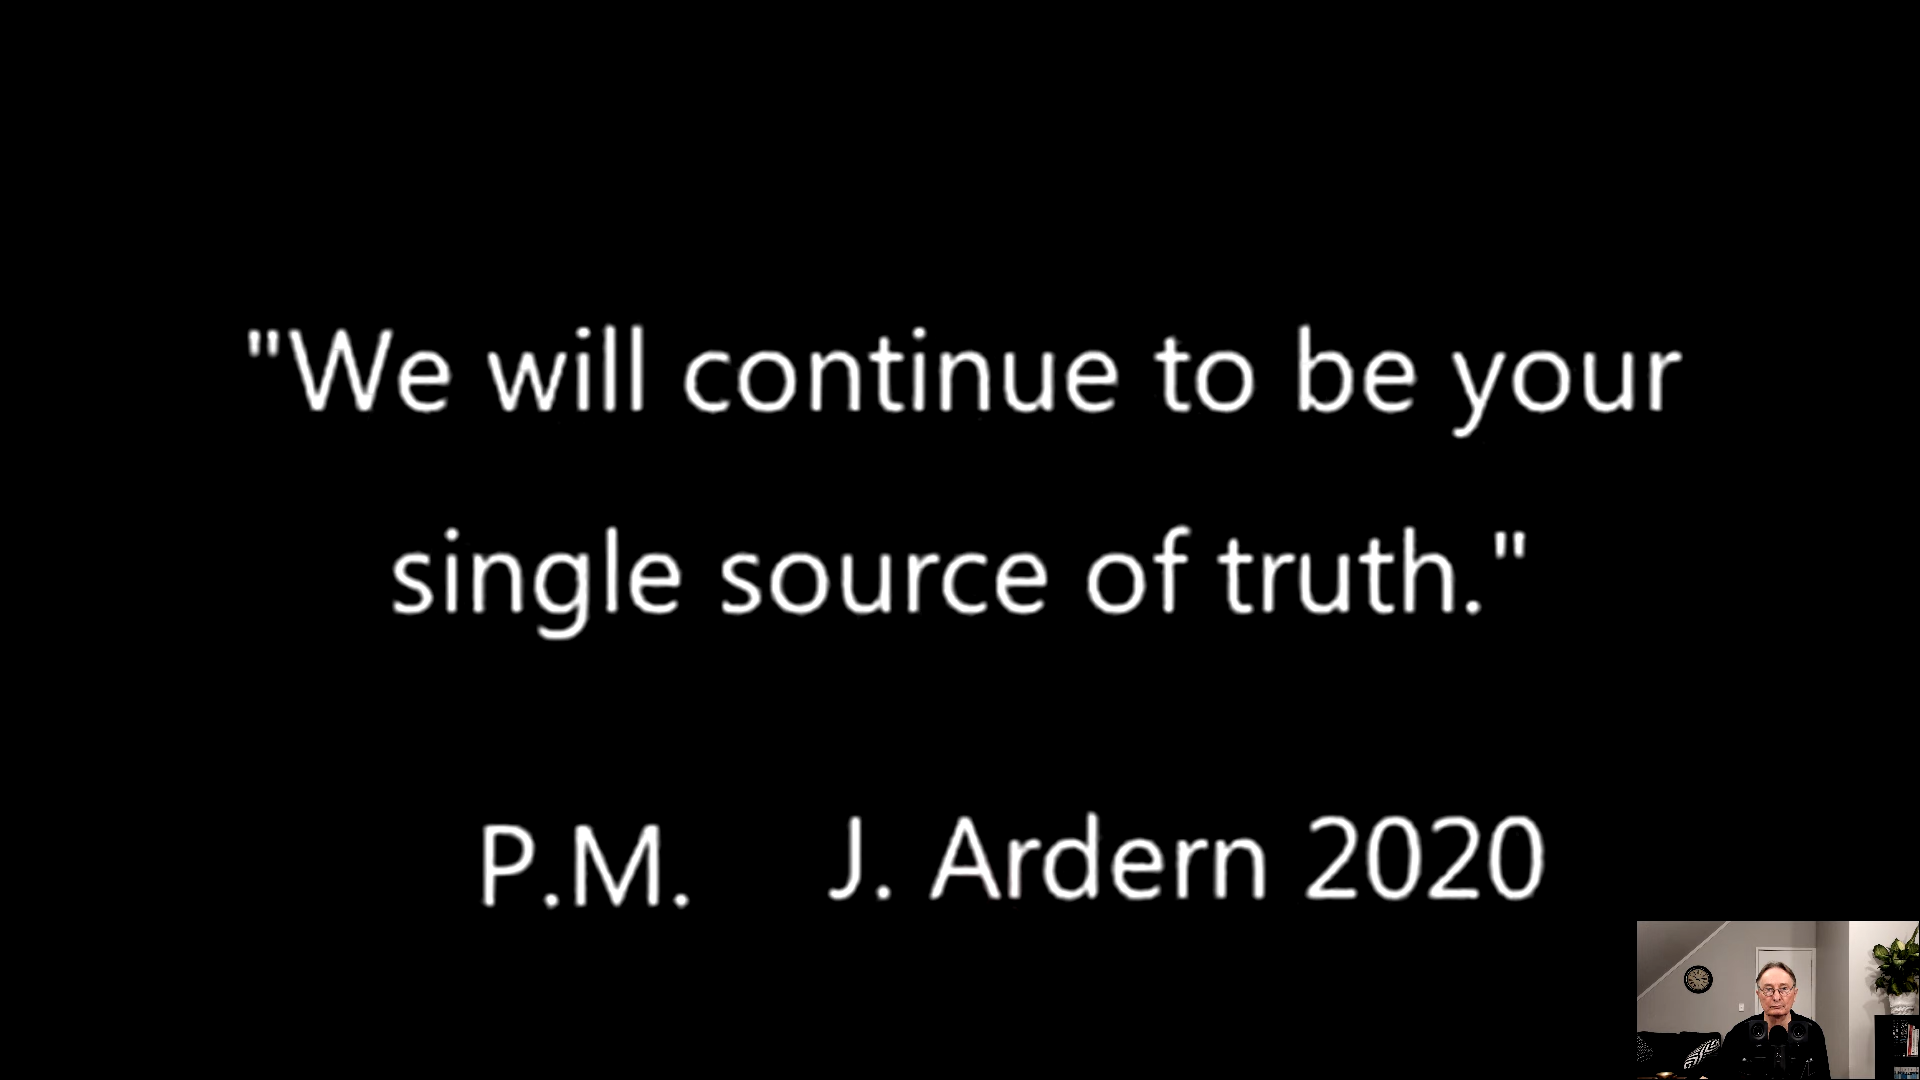 "We will continue to be your
single source of truth."
P.M. J. Ardern 2020